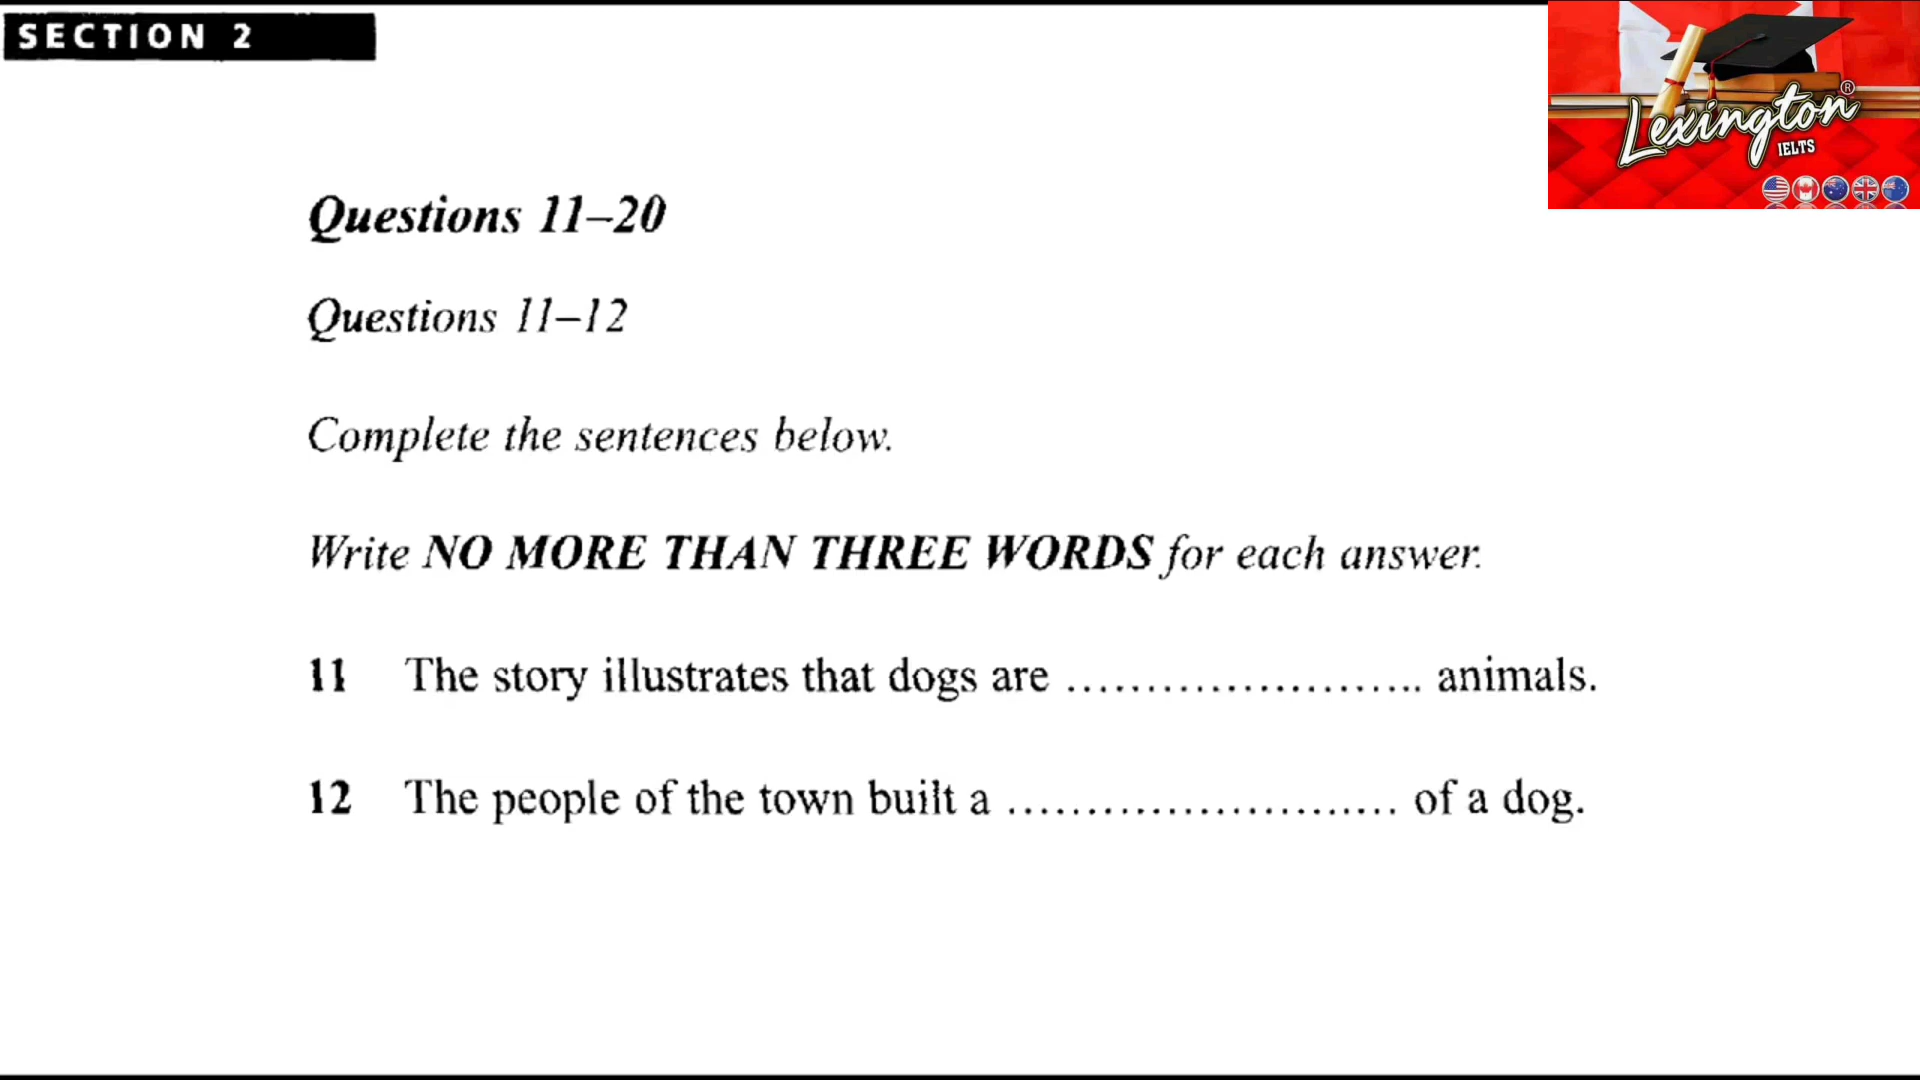 SECTION 2
Lexington ®
IELTS
Questions 11–20
Questions 11–12
Complete the sentences below.
Write NO MORE THAN THREE WORDS for each answer.
11 The story illustrates that dogs are ...................... animals.
12 The people of the town built a ........................ of a dog.